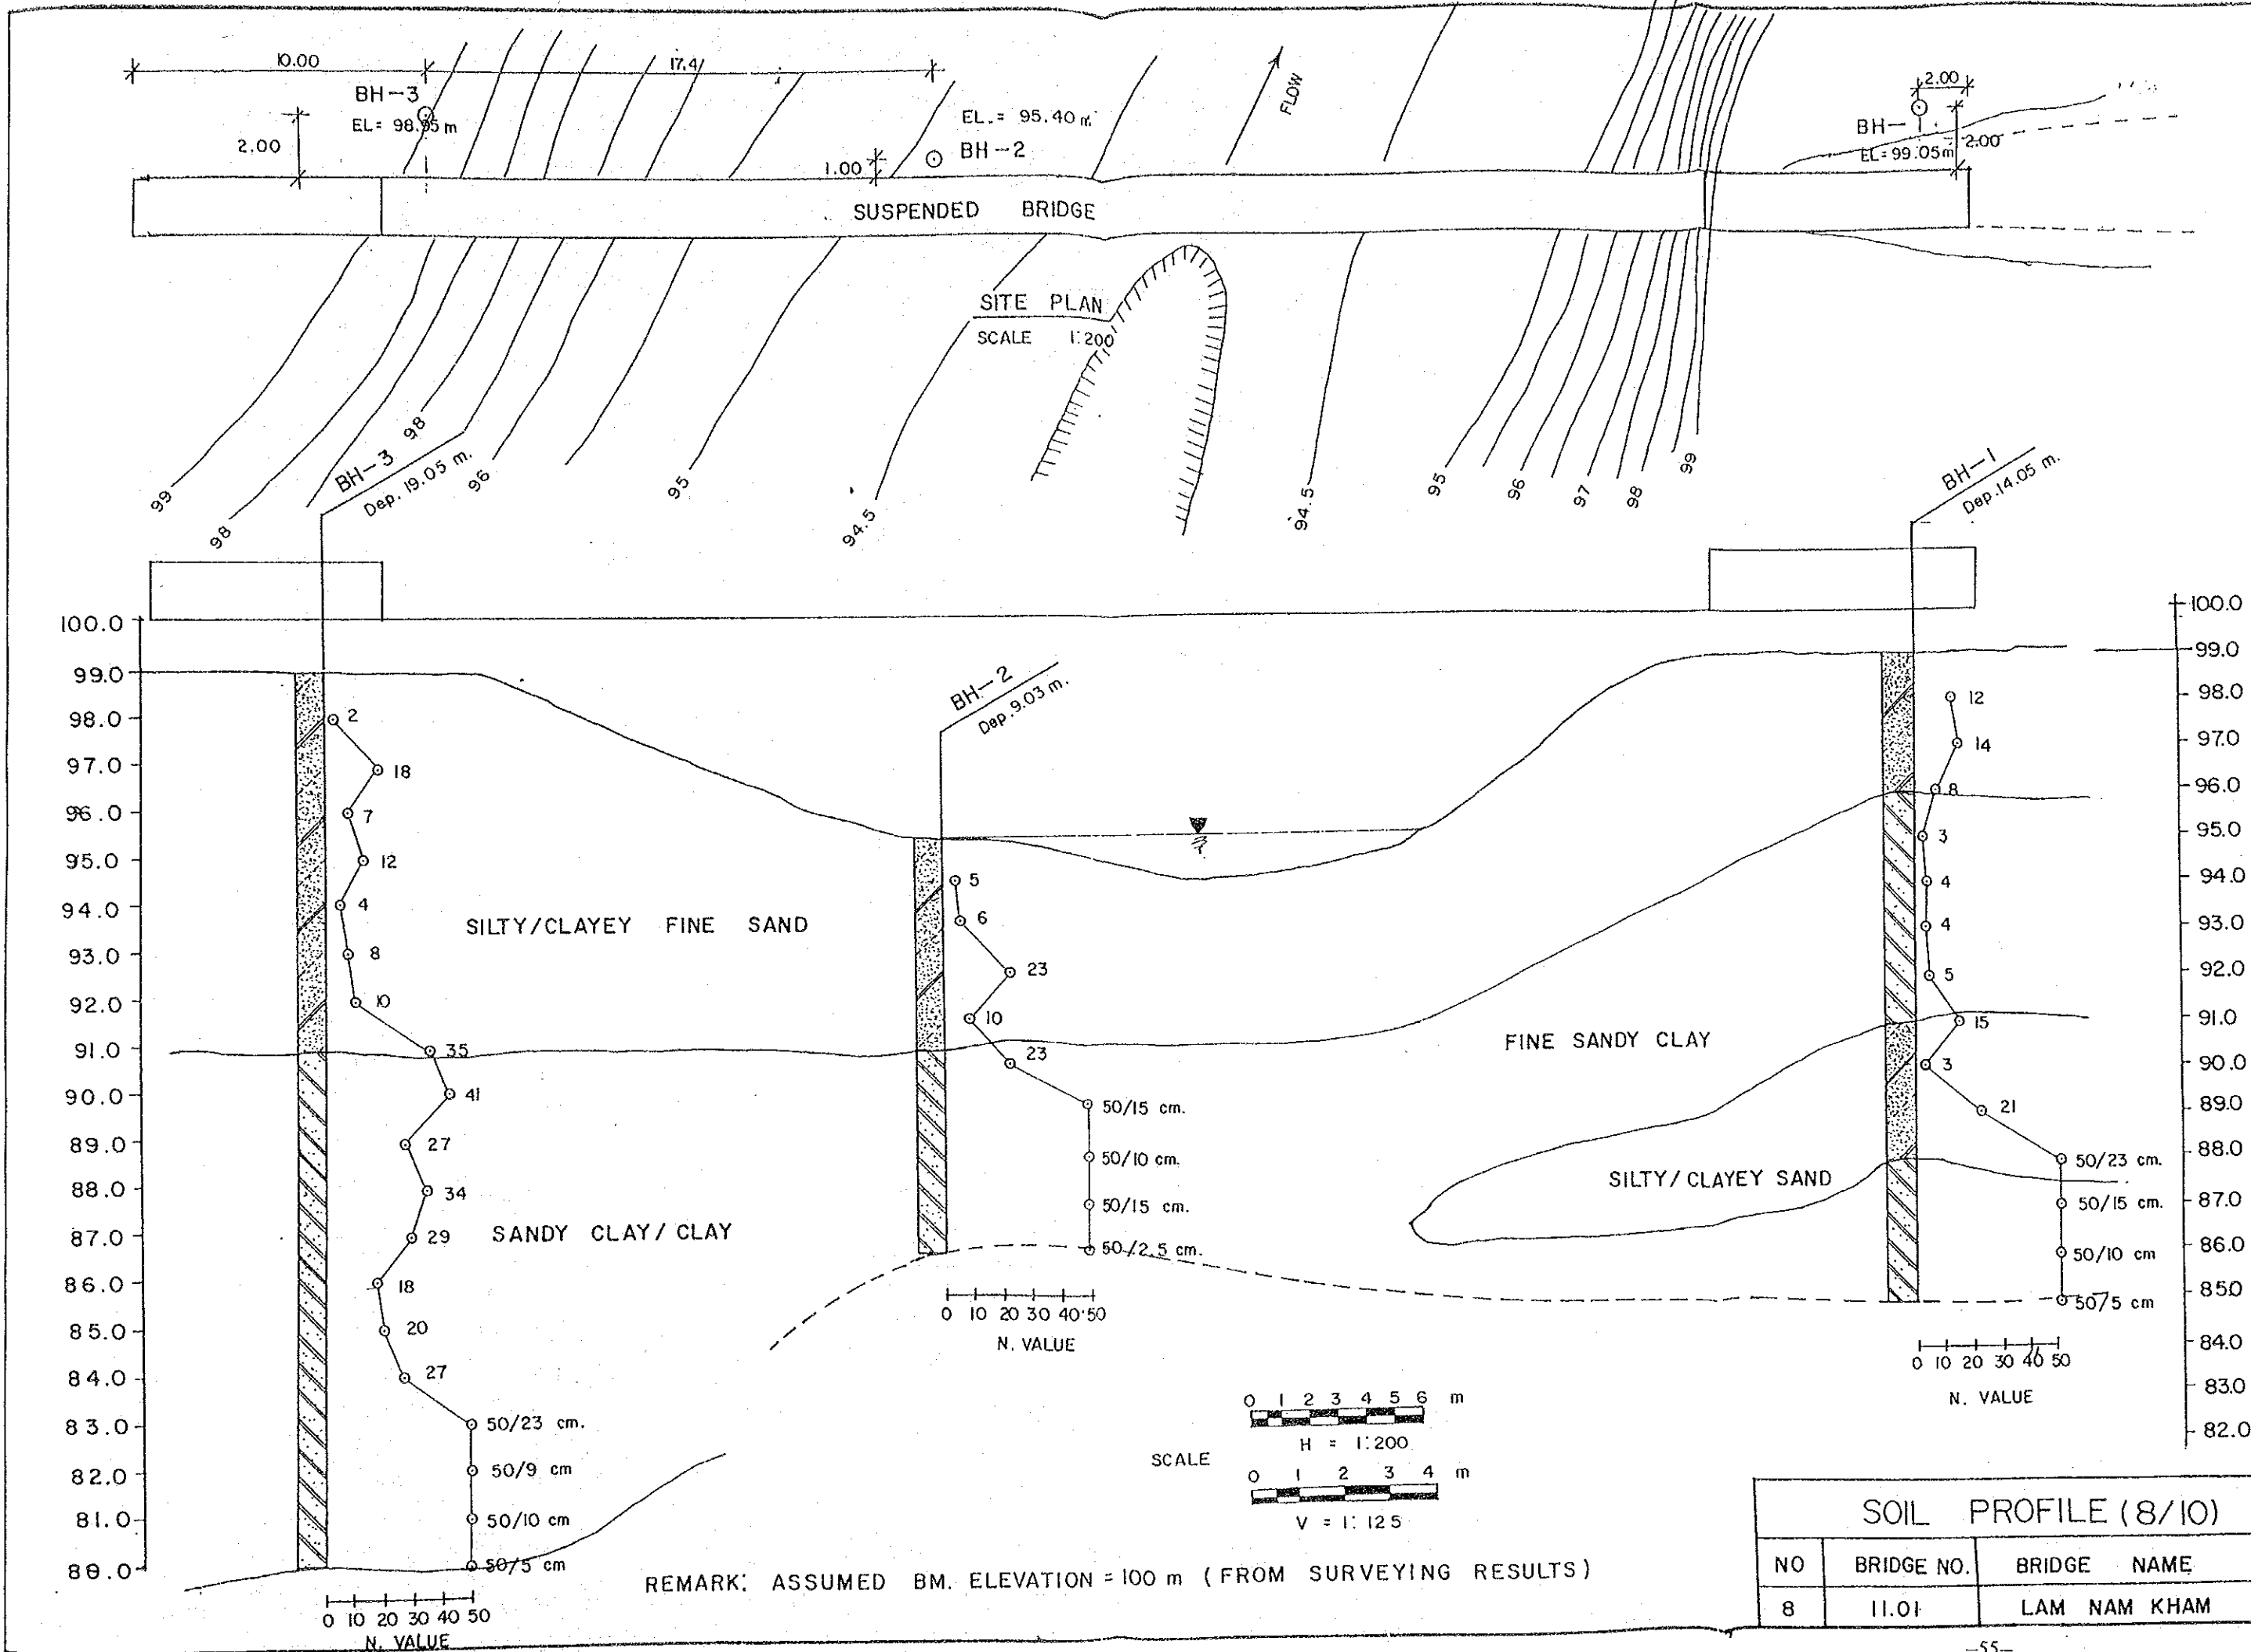 10.00
17.4
BH-3
EL= 98.95 m
2.00
EL.= 95.40 m
BH-2
1.00
FLOW
2.00
BH-1
EL=99.05m
2.00
SUSPENDED BRIDGE
SITE PLAN
SCALE 1:200
99
98
98
96
95
94.5
94.5
95
96
97
98
99
BH-3
Dep. 19.05 m.
BH-1
Dep. 14.05 m.
BH-2
Dep. 9.03 m.
100.0
99.0
98.0
97.0
96.0
95.0
94.0
93.0
92.0
91.0
90.0
89.0
88.0
87.0
86.0
85.0
84.0
83.0
82.0
81.0
80.0
2
18
7
12
4
8
10
35
41
27
34
29
18
20
27
50/23 cm.
50/9 cm
50/10 cm
50/5 cm
0 10 20 30 40 50
N. VALUE
SILTY/CLAYEY FINE SAND
SANDY CLAY/ CLAY
5
6
23
10
23
50/15 cm.
50/10 cm.
50/15 cm.
50/2.5 cm.
0 10 20 30 40 50
N. VALUE
FINE SANDY CLAY
SILTY/ CLAYEY SAND
12
14
8
3
4
4
5
15
3
21
50/23 cm.
50/15 cm.
50/10 cm
50/5 cm
0 10 20 30 40 50
N. VALUE
100.0
99.0
98.0
97.0
96.0
95.0
94.0
93.0
92.0
91.0
90.0
89.0
88.0
87.0
86.0
85.0
84.0
83.0
82.0
0 1 2 3 4 5 6 m
H = 1:200
SCALE
0 1 2 3 4 m
V = 1:125
REMARK: ASSUMED BM. ELEVATION = 100 m (FROM SURVEYING RESULTS)
SOIL PROFILE (8/10)
NO BRIDGE NO. BRIDGE NAME
8 11.01 LAM NAM KHAM
-55-